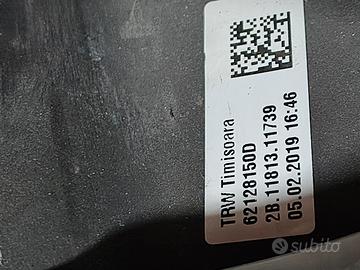 TRW Timisoara
62128150D
2B.11813.11739
05.02.2019 16:46
subito